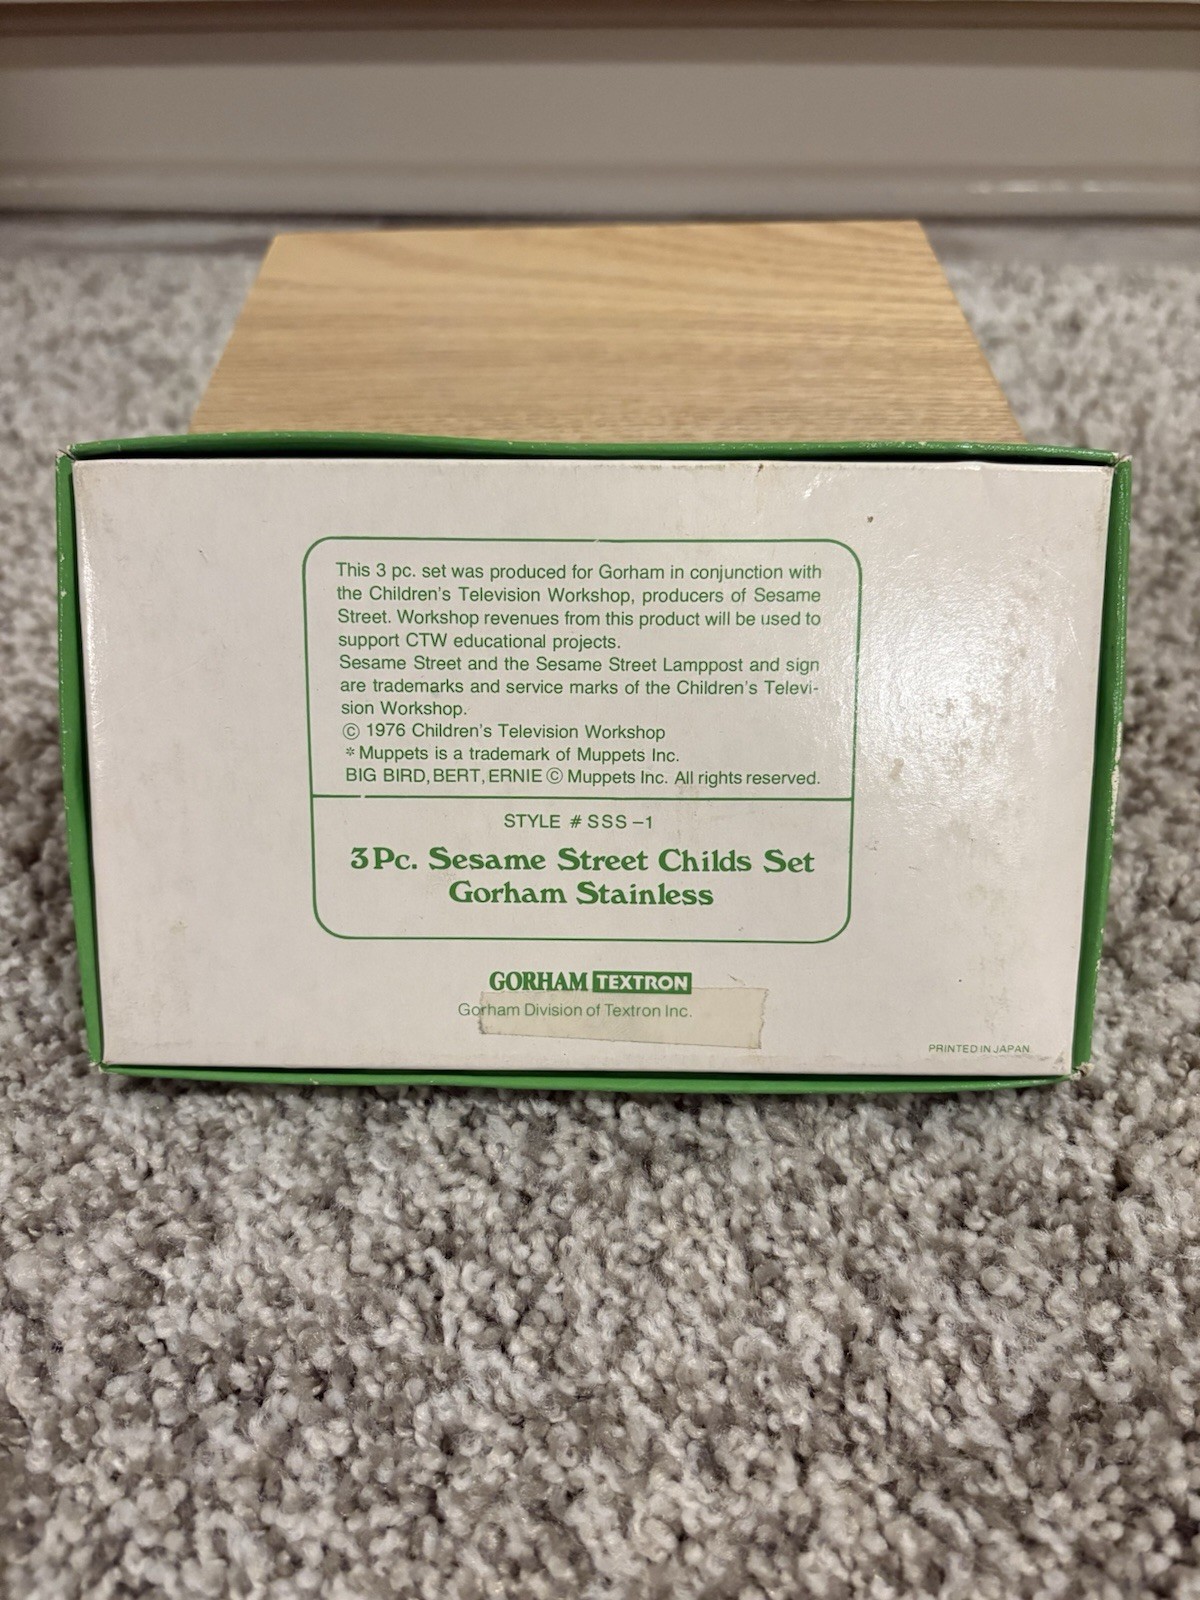 This 3 pc. set was produced for Gorham in conjunction with
the Children's Television Workshop, producers of Sesame
Street. Workshop revenues from this product will be used to
support CTW educational projects.
Sesame Street and the Sesame Street Lamppost and sign
are trademarks and service marks of the Children's Televi-
sion Workshop.
© 1976 Children's Television Workshop
* Muppets is a trademark of Muppets Inc.
BIG BIRD, BERT, ERNIE © Muppets Inc. All rights reserved.
STYLE # SSS -1
3 Pc. Sesame Street Childs Set
Gorham Stainless
GORHAM TEXTRON
Gorham Division of Textron Inc.
PRINTED IN JAPAN